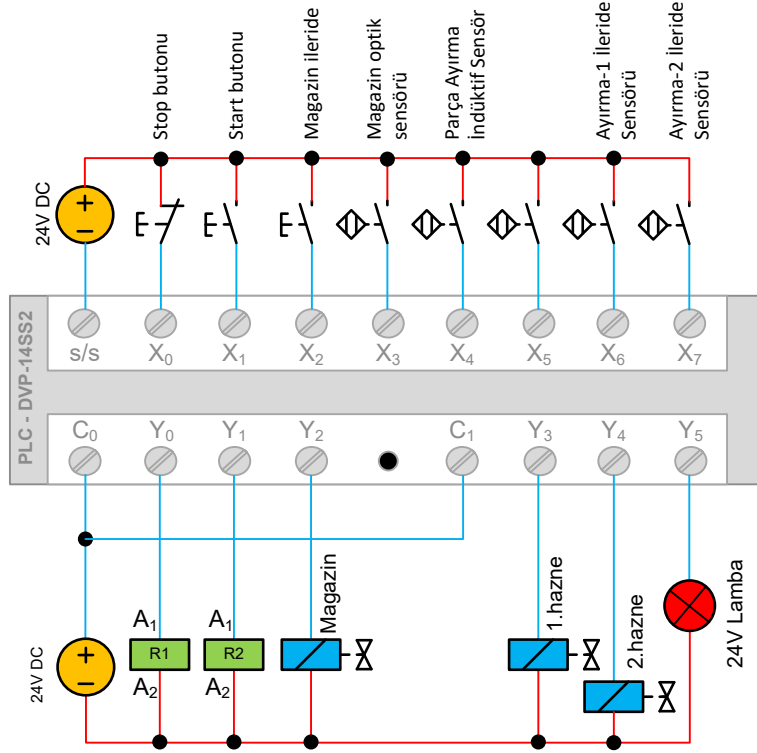 Stop butonu
Start butonu
Magazin ileride
Magazin optik
sensörü
Parça Ayırma
İndüktif Sensör
Ayırma-1 İleride
Sensörü
Ayırma-2 İleride
Sensörü
24V DC
+
−
PLC - DVP-14SS2
s/s
X0
X1
X2
X3
X4
X5
X6
X7
C0
Y0
Y1
Y2
C1
Y3
Y4
Y5
24V DC
+
−
A1
R1
A2
A1
R2
A2
Magazin
1.hazne
2.hazne
24V Lamba